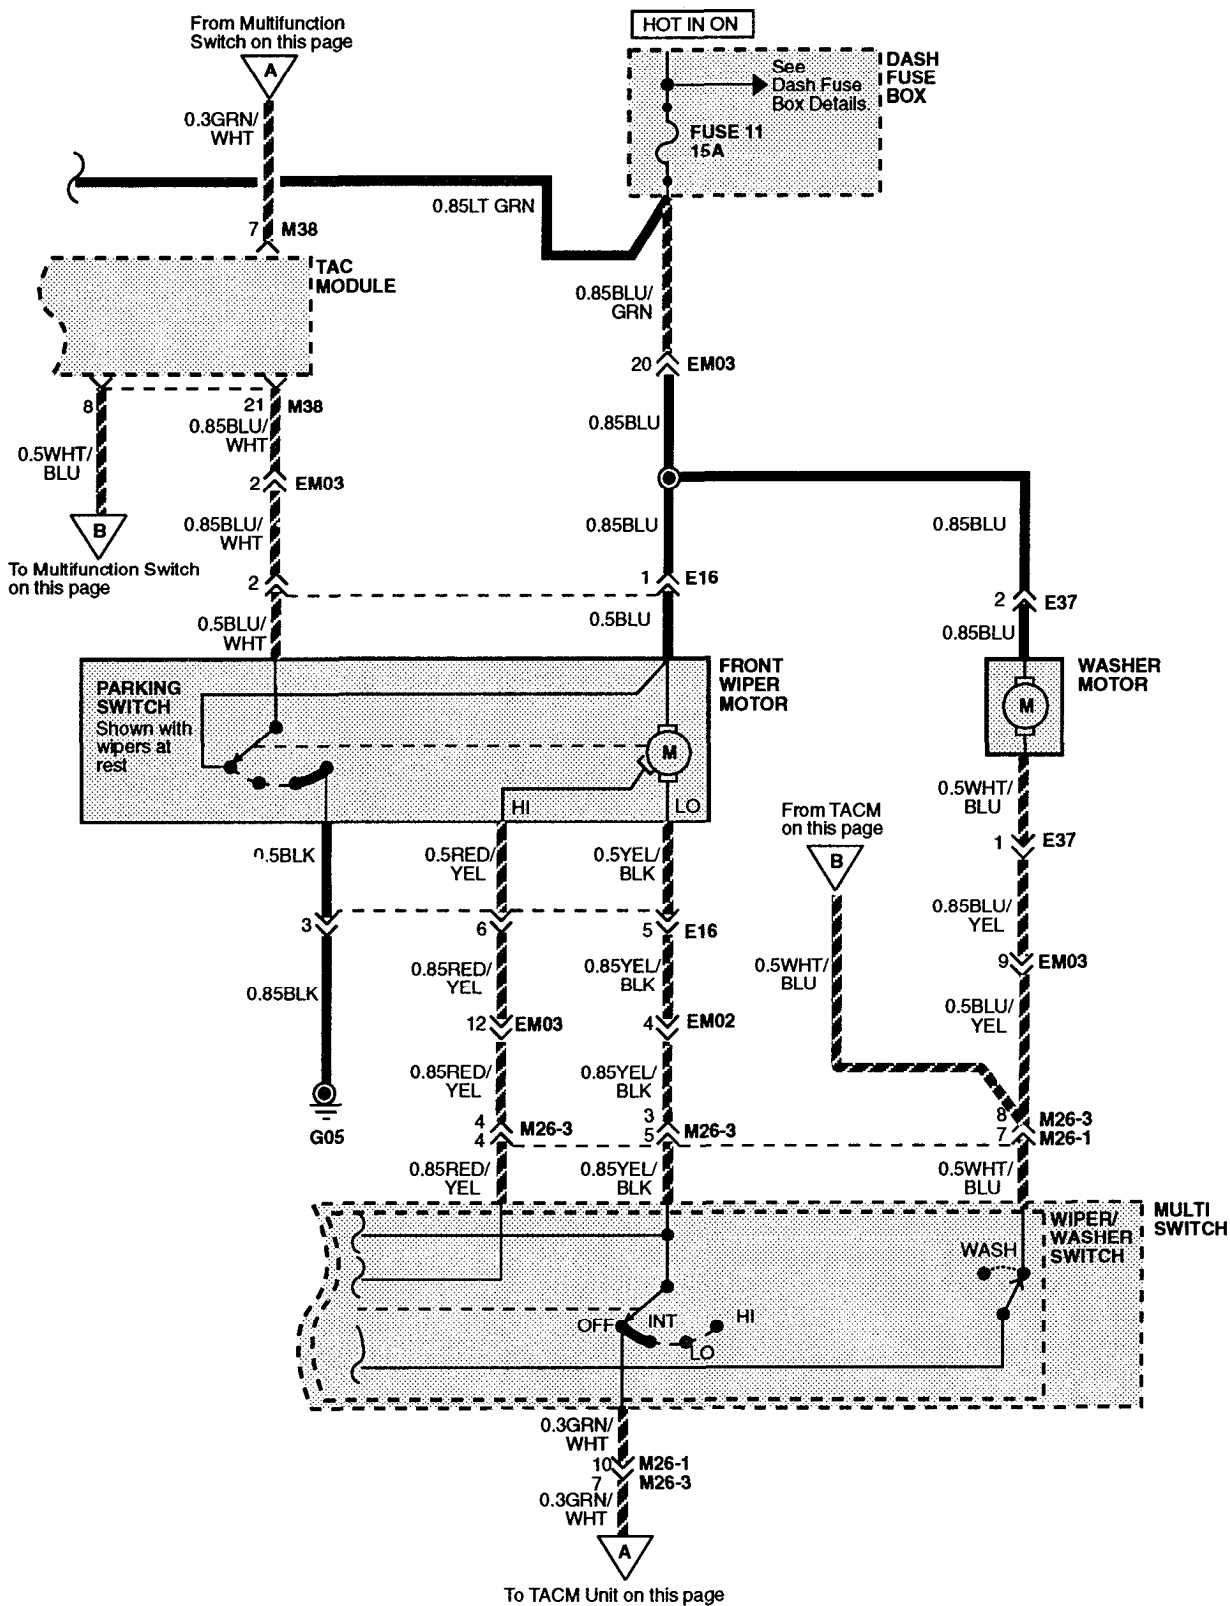 From Multifunction
Switch on this page
A
HOT IN ON
See
Dash Fuse
Box Details.
DASH
FUSE
BOX
FUSE 11
15A
0.3GRN/
WHT
0.85LT GRN
7 M38
TAC
MODULE
0.85BLU/
GRN
20 EM03
8
21 M38
0.85BLU/
WHT
0.85BLU
0.5WHT/
BLU
2 EM03
B
To Multifunction Switch
on this page
0.85BLU/
WHT
0.85BLU
0.85BLU
2
1 E16
2 E37
0.5BLU/
WHT
0.5BLU
0.85BLU
PARKING
SWITCH
Shown with
wipers at
rest
FRONT
WIPER
MOTOR
M
HI
LO
WASHER
MOTOR
M
0.5WHT/
BLU
From TACM
on this page
B
1 E37
.5BLK
0.5RED/
YEL
0.5YEL/
BLK
3
6
5 E16
0.85BLU/
YEL
0.85BLK
0.85RED/
YEL
0.85YEL/
BLK
0.5WHT/
BLU
9 EM03
12 EM03
4 EM02
0.5BLU/
YEL
0.85RED/
YEL
0.85YEL/
BLK
G05
4
4
M26-3
3
5
M26-3
8 M26-3
7 M26-1
0.85RED/
YEL
0.85YEL/
BLK
0.5WHT/
BLU
MULTI
SWITCH
WIPER/
WASHER
SWITCH
WASH
OFF
INT
LO
HI
0.3GRN/
WHT
10 M26-1
7 M26-3
0.3GRN/
WHT
A
To TACM Unit on this page